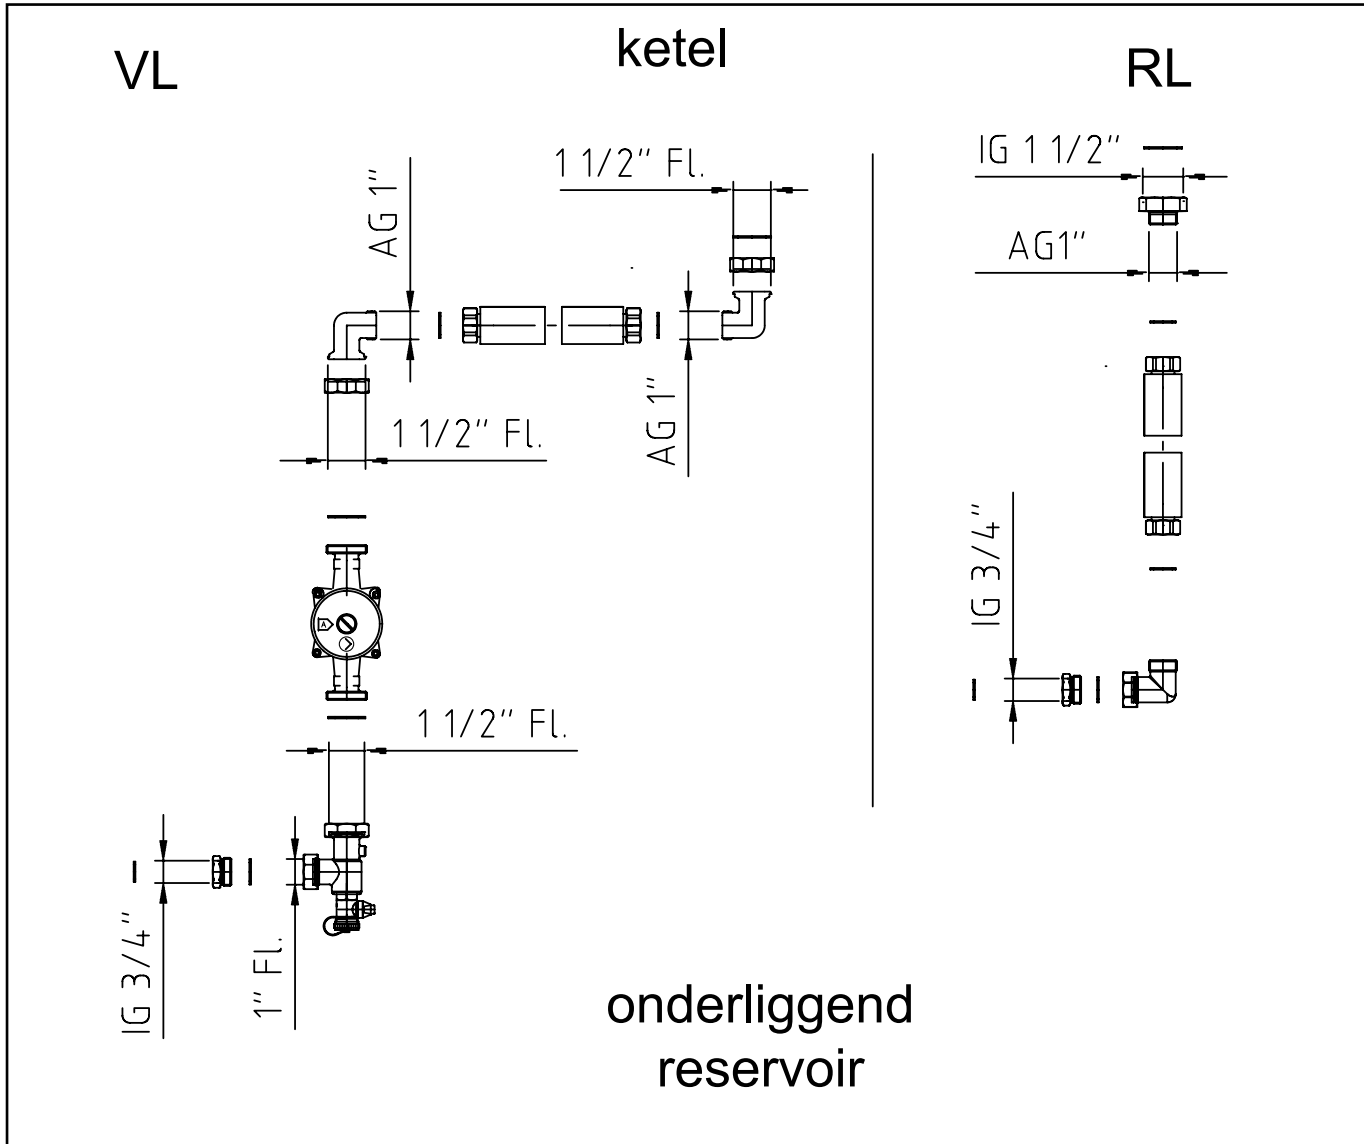 VL
ketel
RL
1 1/2" Fl.
IG 1 1/2"
AG 1"
AG1"
AG 1"
1 1/2" Fl.
IG 3/4"
A
1 1/2" Fl.
IG 3/4"
1" Fl.
onderliggend
reservoir